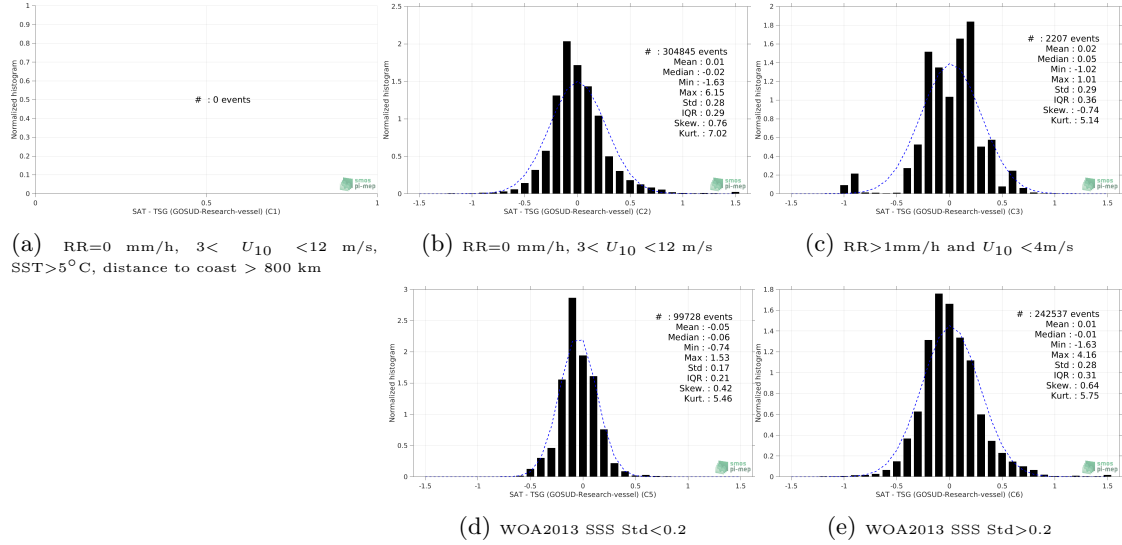 1
0.9
0.8
0.7
0.6
0.5
0.4
0.3
0.2
0.1
0
0
0.5
1
Normalized histogram
# : 0 events
smos
pi-mep
SAT - TSG (GOSUD-Research-vessel) (C1)
(a) RR=0 mm/h, 3< U10 <12 m/s,
SST>5°C, distance to coast > 800 km
2.5
2
1.5
1
0.5
0
-1.5
-1
-0.5
0
0.5
1
1.5
Normalized histogram
# : 304845 events
Mean : 0.01
Median : -0.02
Min : -1.63
Max : 6.15
Std : 0.28
IQR : 0.29
Skew. : 0.76
Kurt. : 7.02
smos
pi-mep
SAT - TSG (GOSUD-Research-vessel) (C2)
(b) RR=0 mm/h, 3< U10 <12 m/s
2
1.8
1.6
1.4
1.2
1
0.8
0.6
0.4
0.2
0
-1.5
-1
-0.5
0
0.5
1
1.5
Normalized histogram
# : 2207 events
Mean : 0.02
Median : 0.05
Min : -1.02
Max : 1.01
Std : 0.29
IQR : 0.36
Skew. : -0.74
Kurt. : 5.14
smos
pi-mep
SAT - TSG (GOSUD-Research-vessel) (C3)
(c) RR>1mm/h and U10 <4m/s
3
2.5
2
1.5
1
0.5
0
-1.5
-1
-0.5
0
0.5
1
1.5
Normalized histogram
# : 99728 events
Mean : -0.05
Median : -0.06
Min : -0.74
Max : 1.53
Std : 0.17
IQR : 0.21
Skew. : 0.42
Kurt. : 5.46
smos
pi-mep
SAT - TSG (GOSUD-Research-vessel) (C5)
(d) WOA2013 SSS Std<0.2
1.8
1.6
1.4
1.2
1
0.8
0.6
0.4
0.2
0
-1.5
-1
-0.5
0
0.5
1
1.5
Normalized histogram
# : 242537 events
Mean : 0.01
Median : -0.01
Min : -1.63
Max : 4.16
Std : 0.28
IQR : 0.31
Skew. : 0.64
Kurt. : 5.75
smos
pi-mep
SAT - TSG (GOSUD-Research-vessel) (C6)
(e) WOA2013 SSS Std>0.2